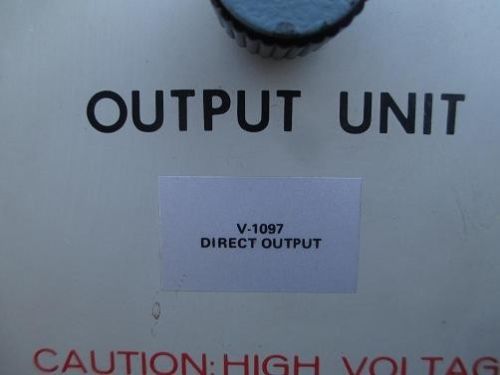 OUTPUT UNIT
V-1097
DIRECT OUTPUT
CAUTION: HIGH VOLTAG